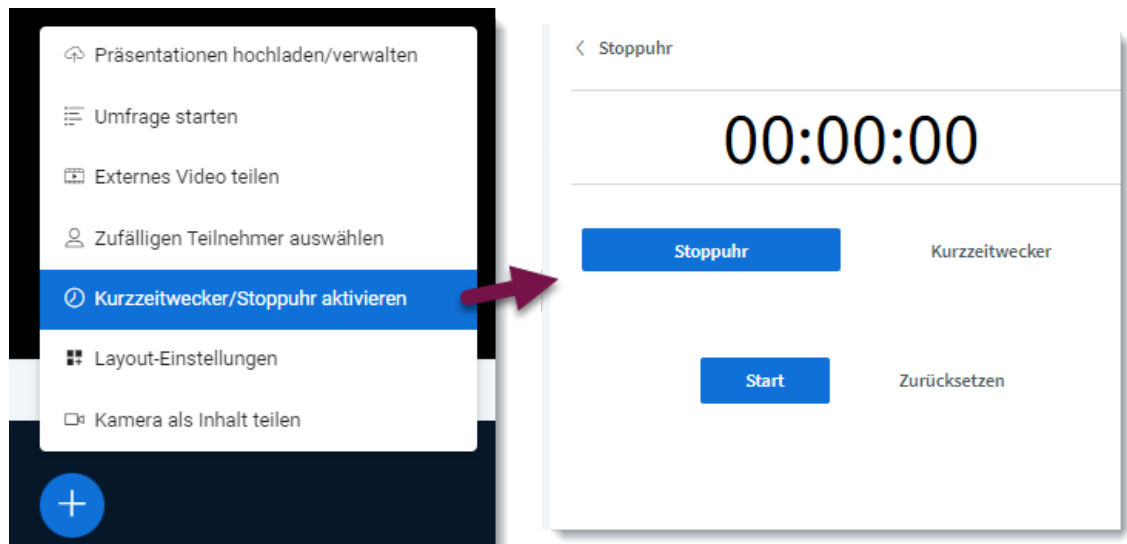 Präsentationen hochladen/verwalten
Umfrage starten
Externes Video teilen
Zufälligen Teilnehmer auswählen
Kurzzeitwecker/Stoppuhr aktivieren
Layout-Einstellungen
Kamera als Inhalt teilen
Stoppuhr
00:00:00
Stoppuhr Kurzzeitwecker
Start Zurücksetzen